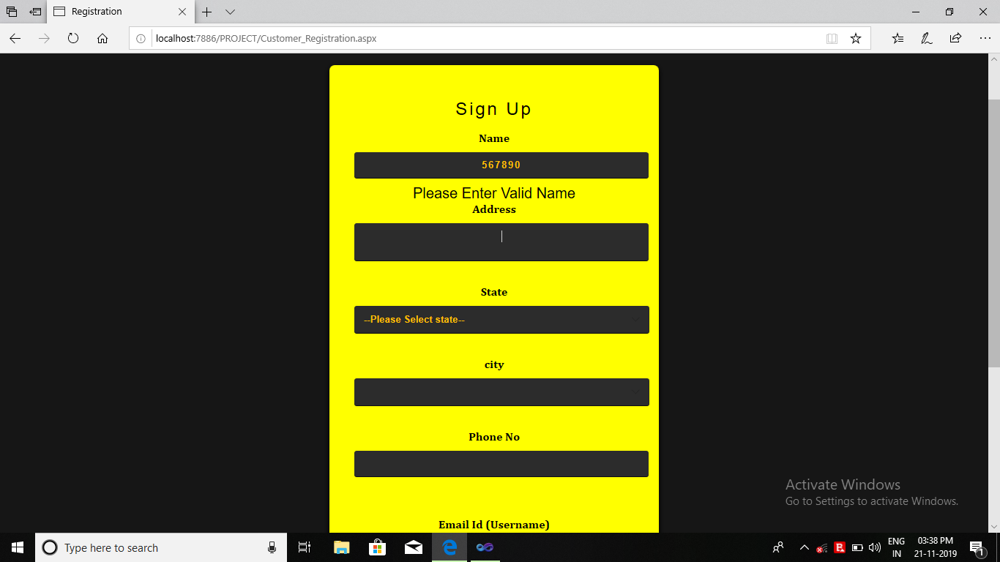 Registration
localhost:7886/PROJECT/Customer_Registration.aspx
Sign Up
Name
567890
Please Enter Valid Name
Address
State
--Please Select state--
city
Phone No
Email Id (Username)
Activate Windows
Go to Settings to activate Windows.
Type here to search
ENG
IN
03:38 PM
21-11-2019
1